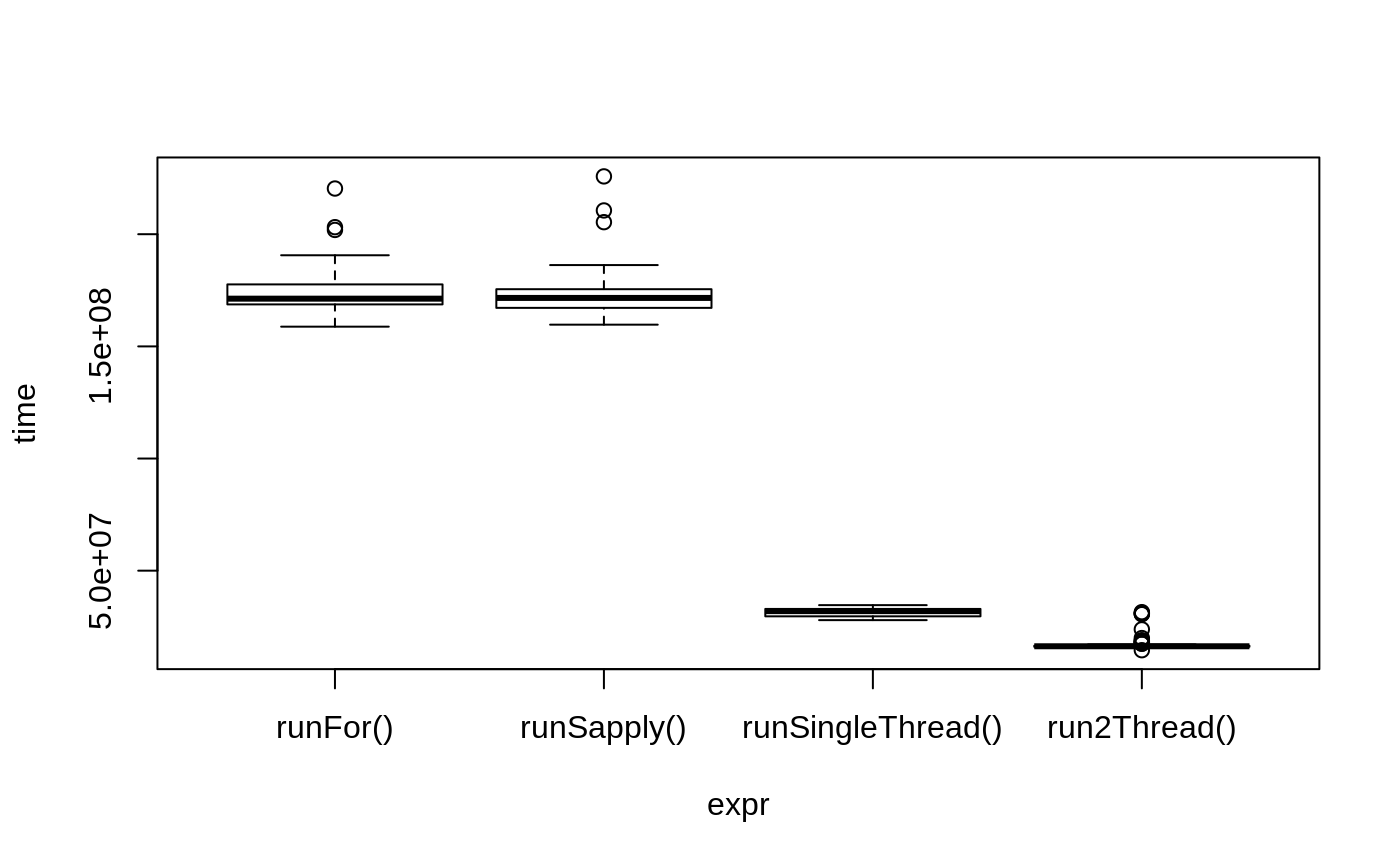 time
1.5e+08
5.0e+07
runFor()
runSapply()
runSingleThread()
run2Thread()
expr